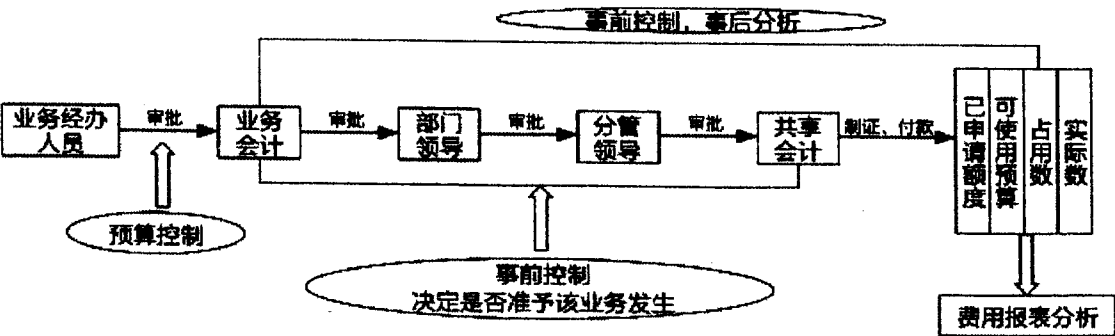 事前控制，事后分析
业务经办
人员
审批
业务
会计
审批
部门
领导
审批
分管
领导
审批
共享
会计
制证、付款
已申请额度
可使用预算
占用数
实际数
预算控制
事前控制
决定是否准予该业务发生
费用报表分析